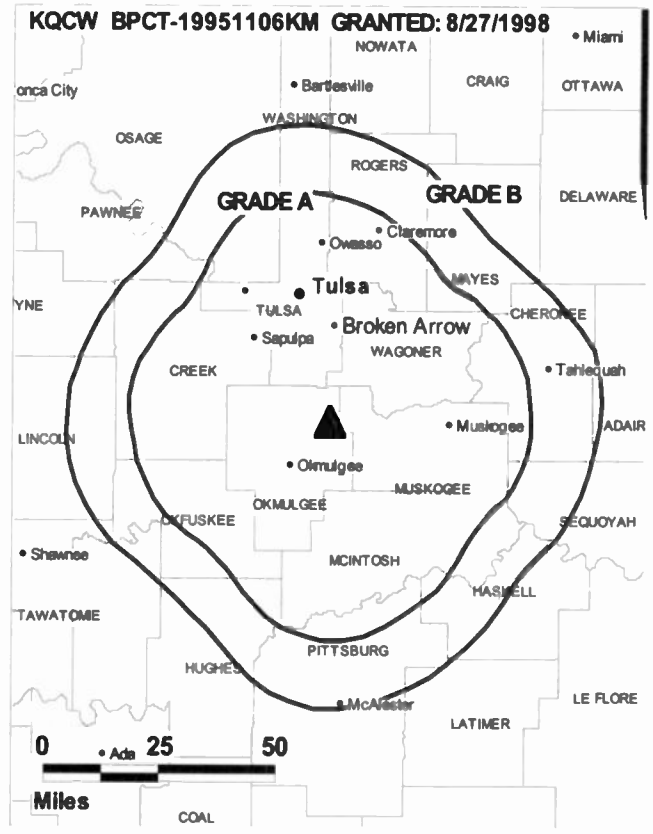 KQCW BPCT-19951106KM GRANTED: 8/27/1998
NOWATA
Miami
onca City
Bartlesville
CRAIG
OTTAWA
WASHINGTON
OSAGE
ROGERS
GRADE A
GRADE B
DELAWARE
PAWNEE
Claremore
Owasso
MAYES
Tulsa
YNE
TULSA
CHEROKEE
Broken Arrow
Sapulpa
WAGONER
CREEK
Tahlequah
LINCOLN
Muskogee
ADAIR
Okmulgee
MUSKOGEE
OKMULGEE
OKFUSKEE
SEQUOYAH
Shawnee
MCINTOSH
HASKELL
TAWATOMIE
PITTSBURG
HUGHES
LE FLORE
McAlester
LATIMER
0 Ada 25 50
Miles
COAL